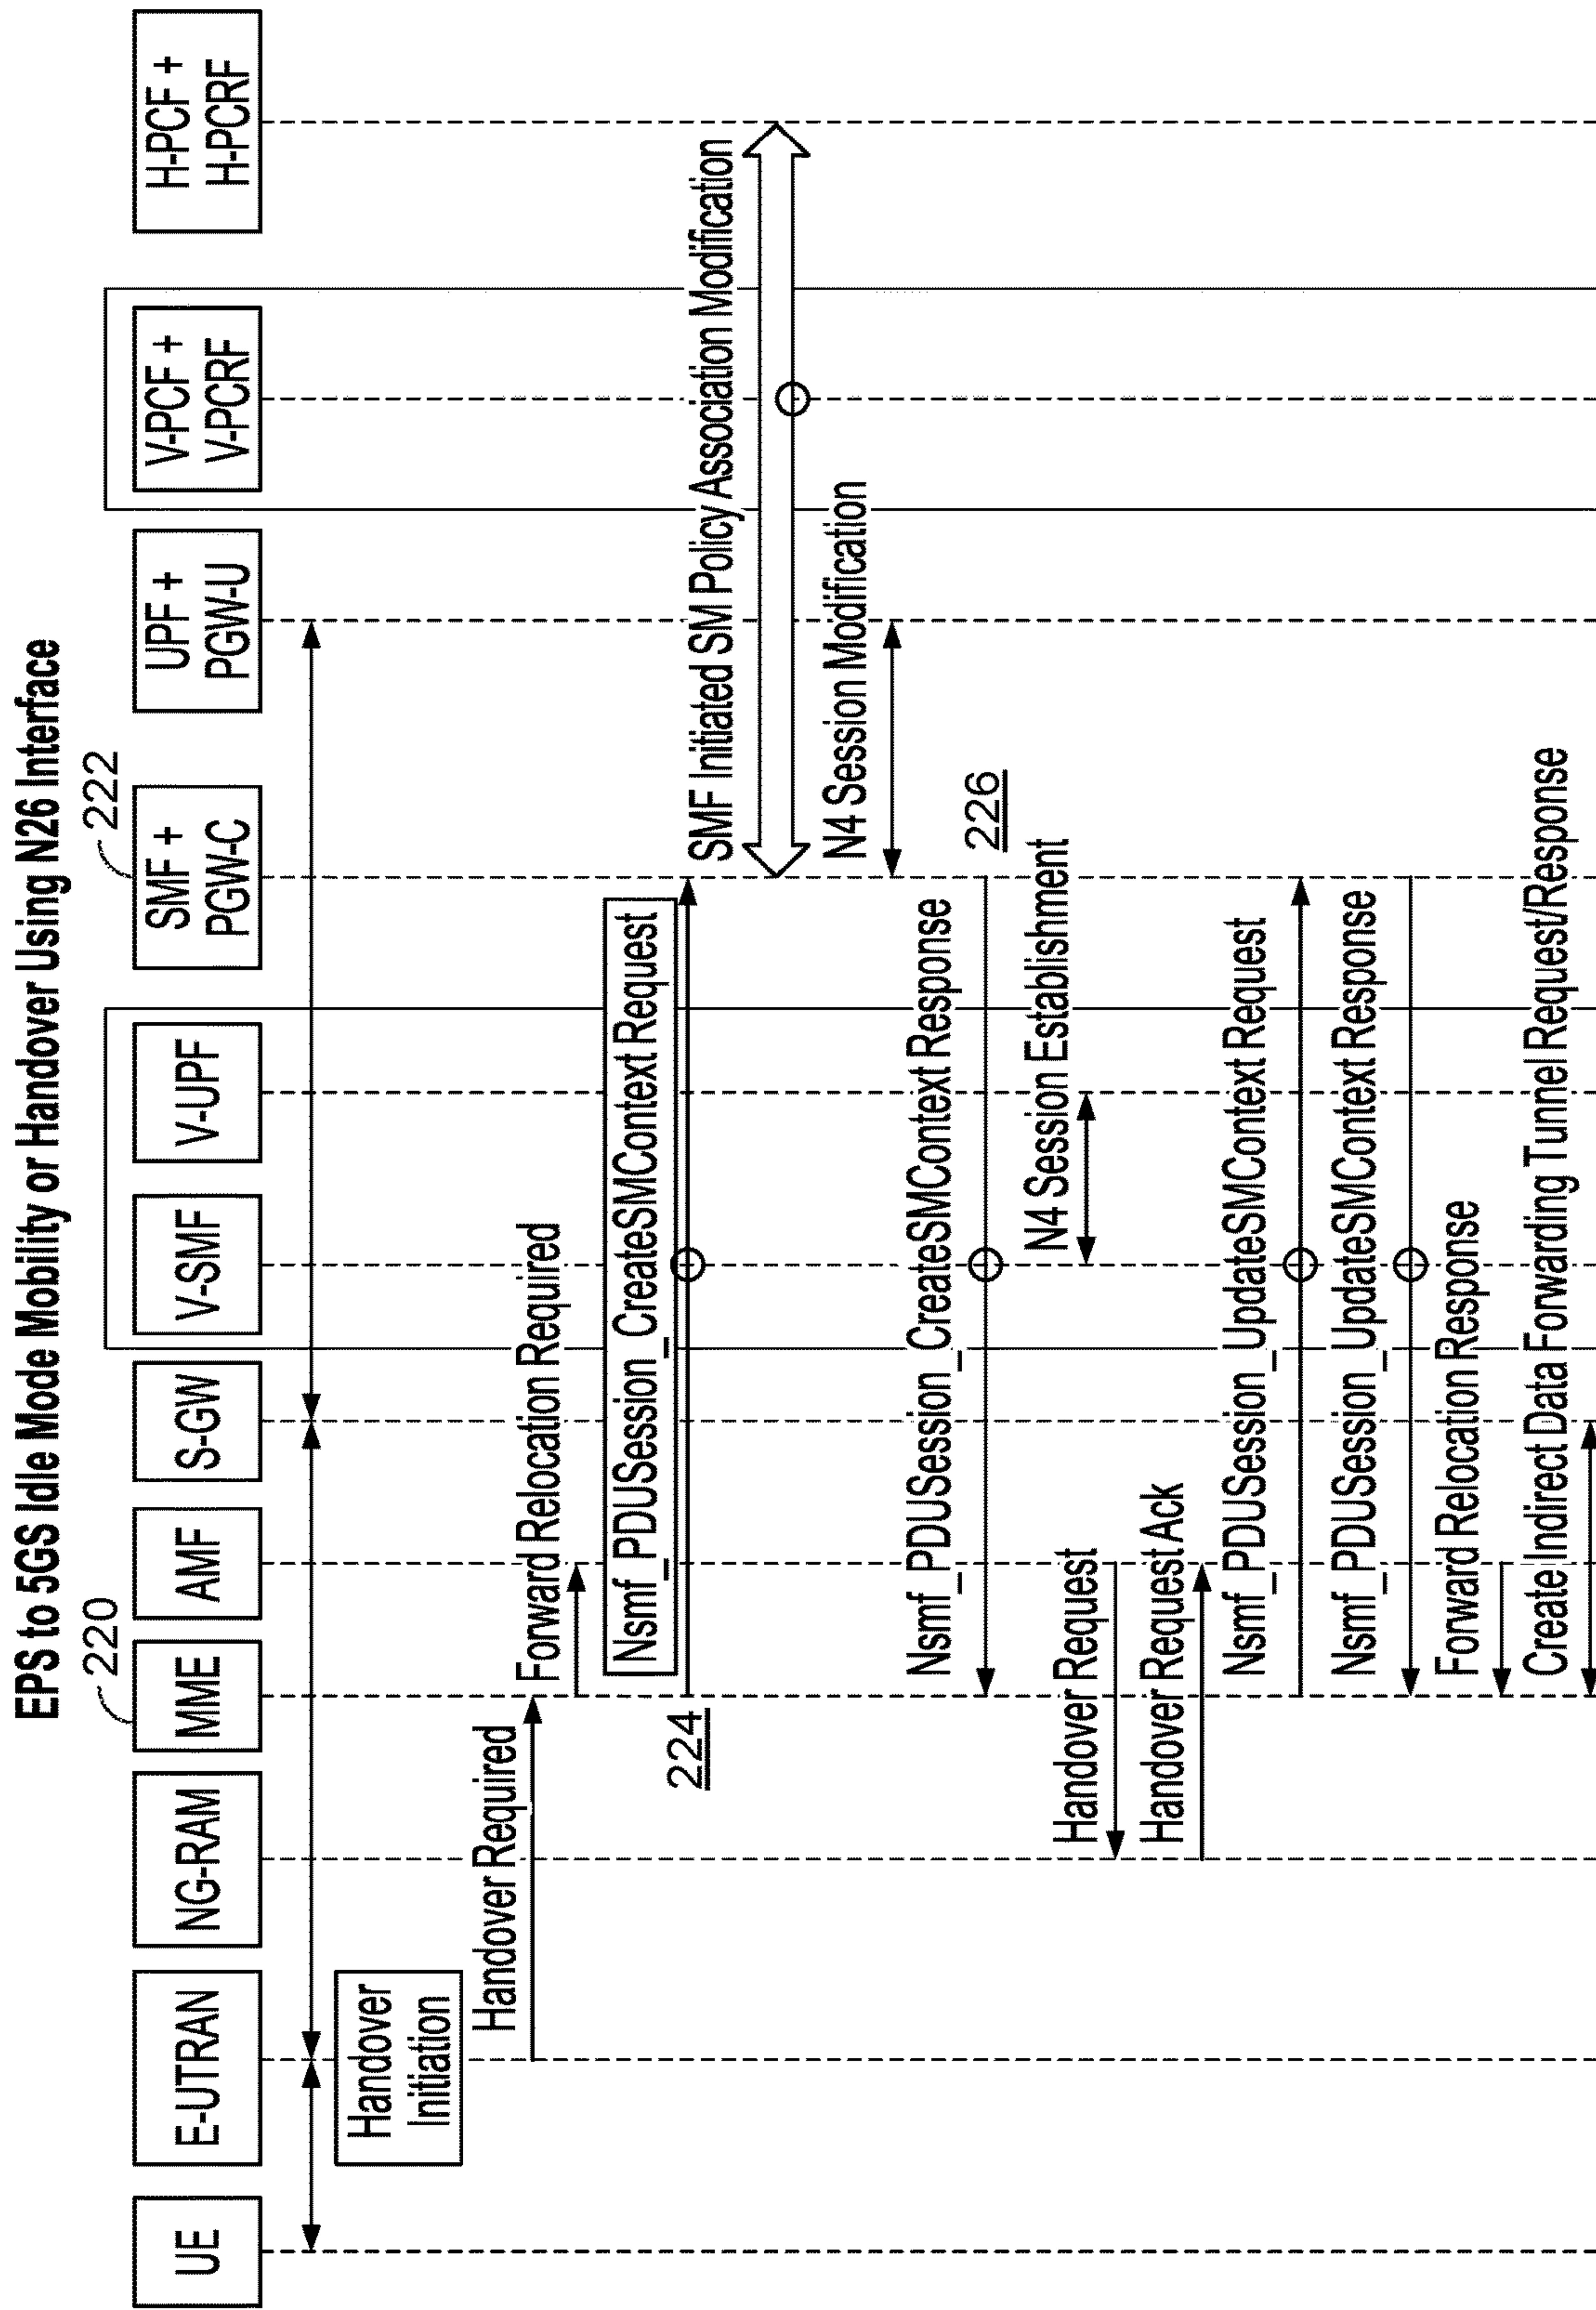 EPS to 5GS Idle Mode Mobility or Handover Using N26 Interface
220
222
UE
E-UTRAN
NG-RAM
MME
AMF
S-GW
V-SMF
V-UPF
SMF +
PGW-C
UPF +
PGW-U
V-PCF +
V-PCRF
H-PCF +
H-PCRF
Handover
Initiation
Handover Required
Forward Relocation Required
Nsmf_PDUSession_CreateSMContext Request
224
SMF Initiated SM Policy Association Modification
N4 Session Modification
Nsmf_PDUSession_CreateSMContext Response
226
N4 Session Establishment
Handover Request
Handover Request Ack
Nsmf_PDUSession_UpdateSMContext Request
Nsmf_PDUSession_UpdateSMContext Response
Forward Relocation Response
Create Indirect Data Forwarding Tunnel Request/Response